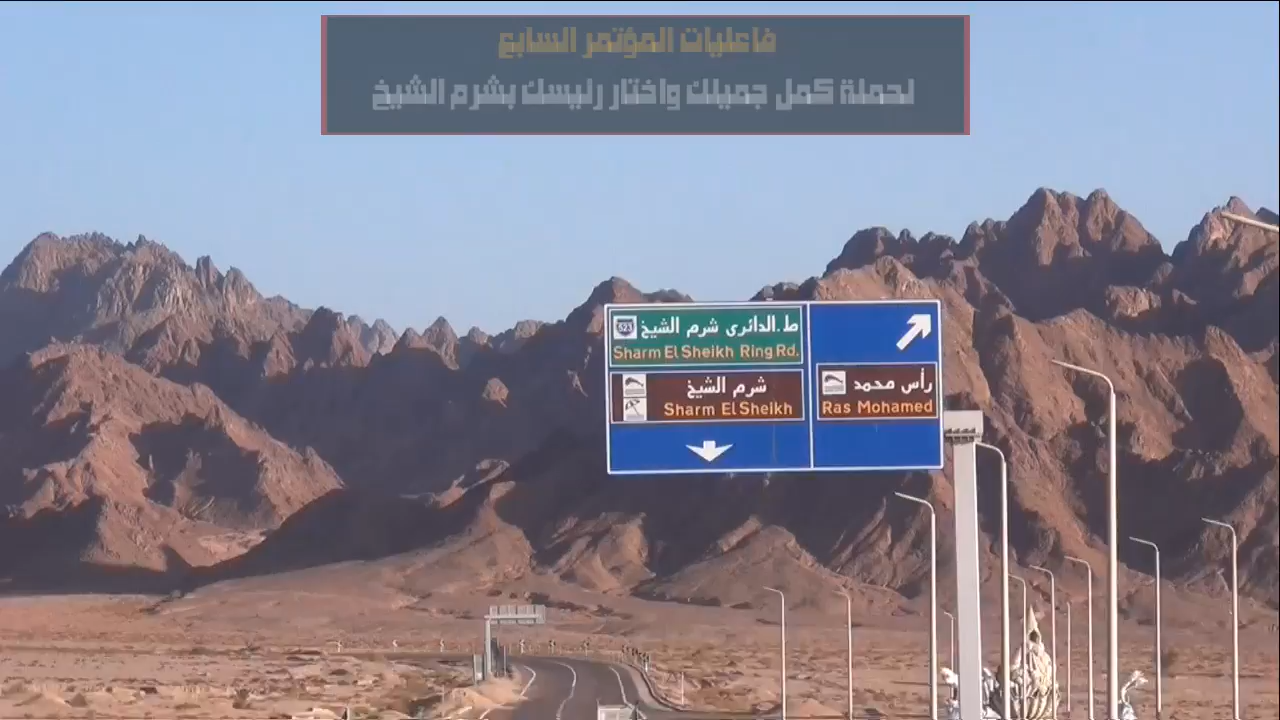 فاعليات المؤتمر السابع
لحملة كمل جميلك واختار رئيسك بشرم الشيخ
523 ط.الدائرى شرم الشيخ
Sharm El Sheikh Ring Rd.
شرم الشيخ
Sharm El Sheikh
رأس محمد
Ras Mohamed